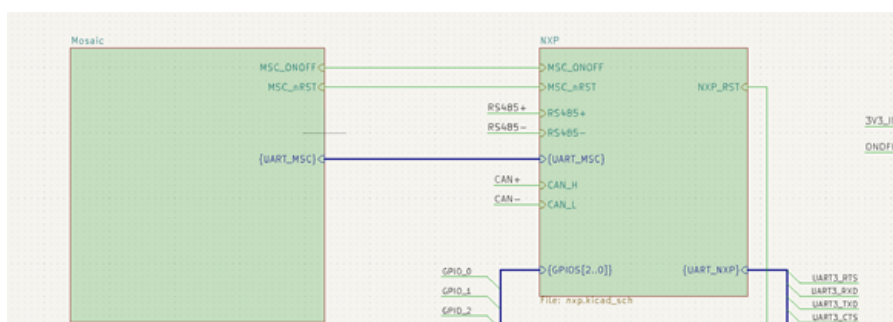 Mosaic
MSC_ONOFF
MSC_nRST
{UART_MSC}
NXP
MSC_ONOFF
MSC_nRST
RS485+
RS485-
{UART_MSC}
CAN_H
CAN_L
{GPIOS[2..0]}
NXP_RST
{UART_NXP}
File: nxp.kicad_sch
RS485+
RS485-
CAN+
CAN-
GPIO_0
GPIO_1
GPIO_2
UART3_RTS
UART3_RXD
UART3_TXD
UART3_CTS